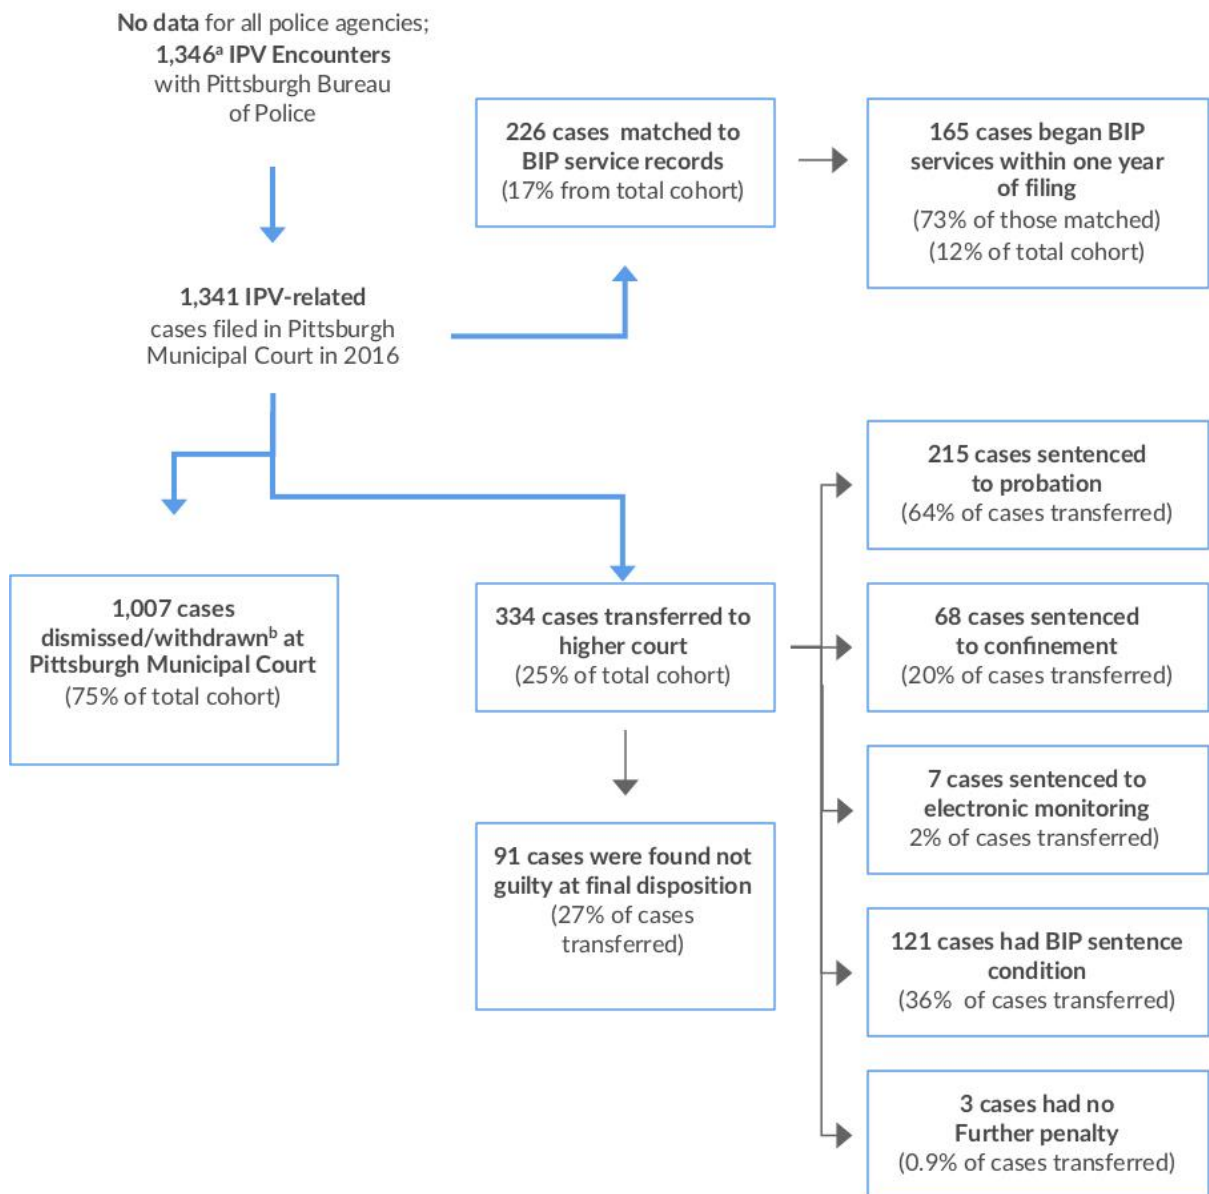 No data for all police agencies;
1,346ᵃ IPV Encounters
with Pittsburgh Bureau
of Police
226 cases matched to
BIP service records
(17% from total cohort)
165 cases began BIP
services within one year
of filing
(73% of those matched)
(12% of total cohort)
1,341 IPV-related
cases filed in Pittsburgh
Municipal Court in 2016
1,007 cases
dismissed/withdrawnᵇ at
Pittsburgh Municipal Court
(75% of total cohort)
334 cases transferred to
higher court
(25% of total cohort)
91 cases were found not
guilty at final disposition
(27% of cases
transferred)
215 cases sentenced
to probation
(64% of cases transferred)
68 cases sentenced
to confinement
(20% of cases transferred)
7 cases sentenced to
electronic monitoring
2% of cases transferred)
121 cases had BIP sentence
condition
(36% of cases transferred)
3 cases had no
Further penalty
(0.9% of cases transferred)